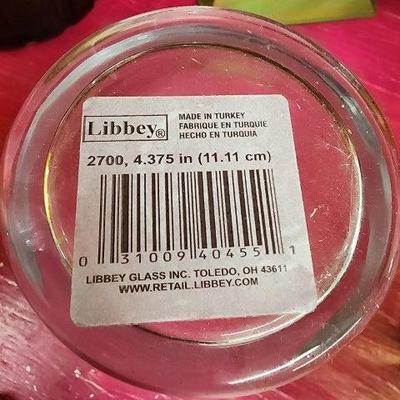 Libbey®
MADE IN TURKEY
FABRIQUE EN TURQUIE
HECHO EN TURQUIA
2700, 4.375 in (11.11 cm)
0 31009 40455 1
LIBBEY GLASS INC. TOLEDO, OH 43611
WWW.RETAIL.LIBBEY.COM